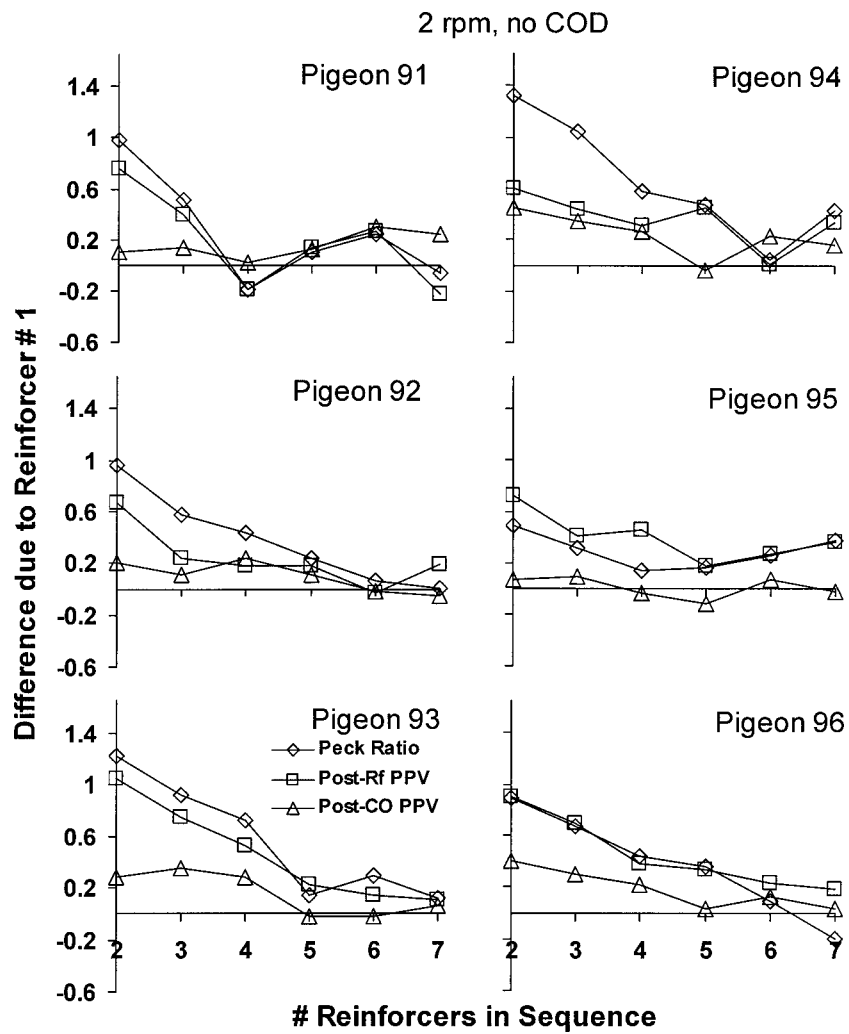 2 rpm, no COD
Pigeon 91
Pigeon 94
1.4
1
0.6
0.2
-0.2
-0.6
Pigeon 92
Pigeon 95
1.4
1
0.6
0.2
-0.2
-0.6
Pigeon 93
Pigeon 96
Peck Ratio
Post-Rf PPV
Post-CO PPV
1.4
1
0.6
0.2
-0.2
-0.6
2 3 4 5 6 7
2 3 4 5 6 7
Difference due to Reinforcer # 1
# Reinforcers in Sequence